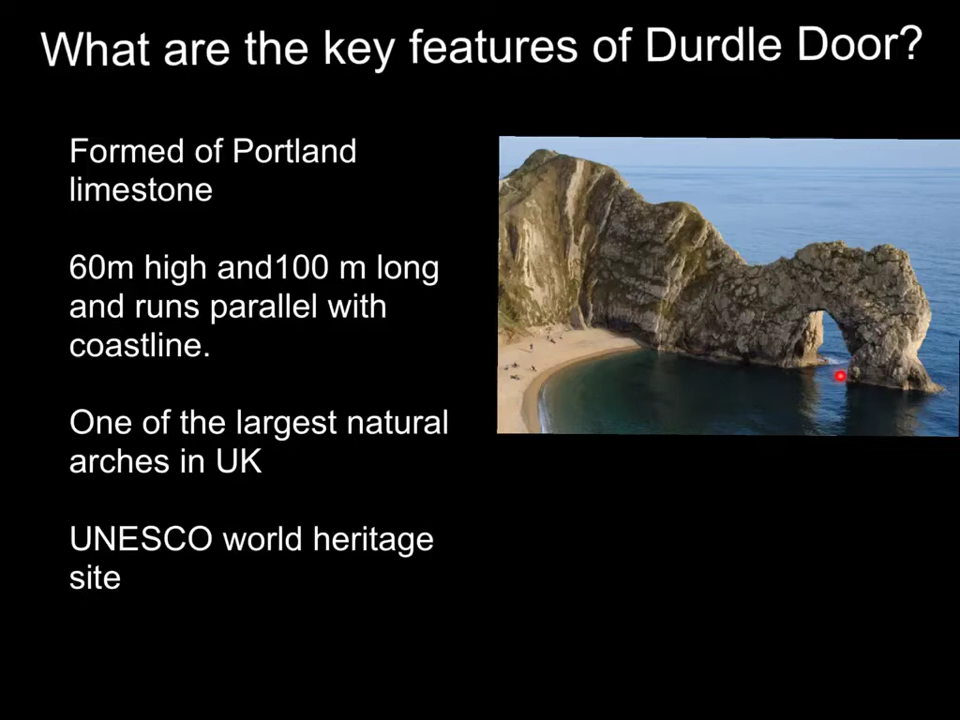 What are the key features of Durdle Door?
Formed of Portland
limestone
60m high and100 m long
and runs parallel with
coastline.
One of the largest natural
arches in UK
UNESCO world heritage
site